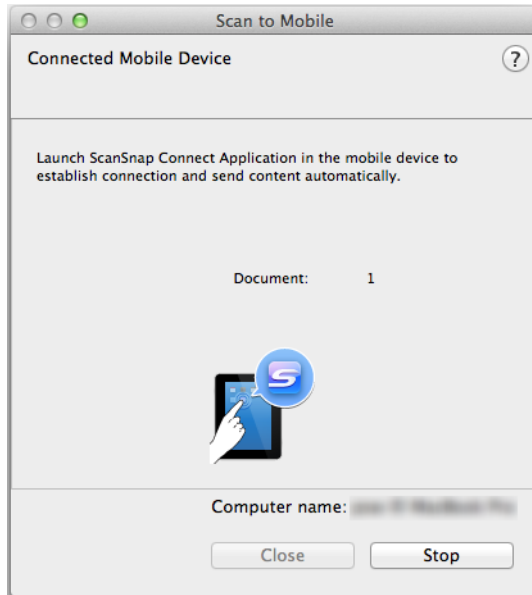 Scan to Mobile
Connected Mobile Device
?
Launch ScanSnap Connect Application in the mobile device to
establish connection and send content automatically.
Document: 1
S
Computer name:
Close Stop